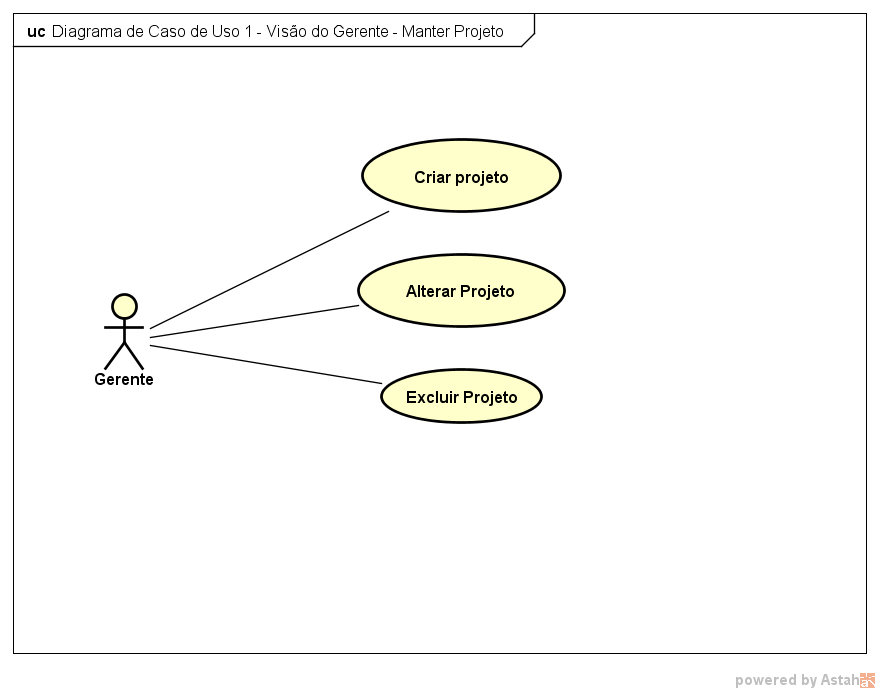 uc Diagrama de Caso de Uso 1 - Visão do Gerente - Manter Projeto
Criar projeto
Alterar Projeto
Gerente
Excluir Projeto
powered by Astah